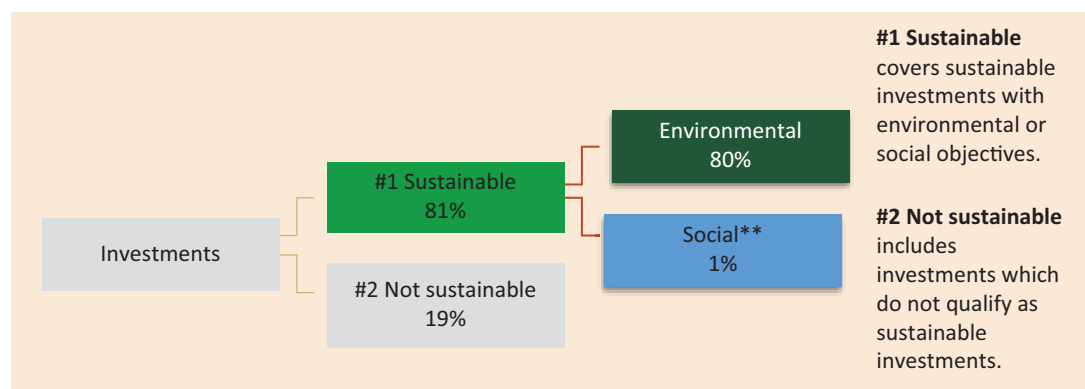 Investments
#1 Sustainable
81%
#2 Not sustainable
19%
Environmental
80%
Social**
1%
#1 Sustainable
covers sustainable
investments with
environmental or
social objectives.
#2 Not sustainable
includes
investments which
do not qualify as
sustainable
investments.